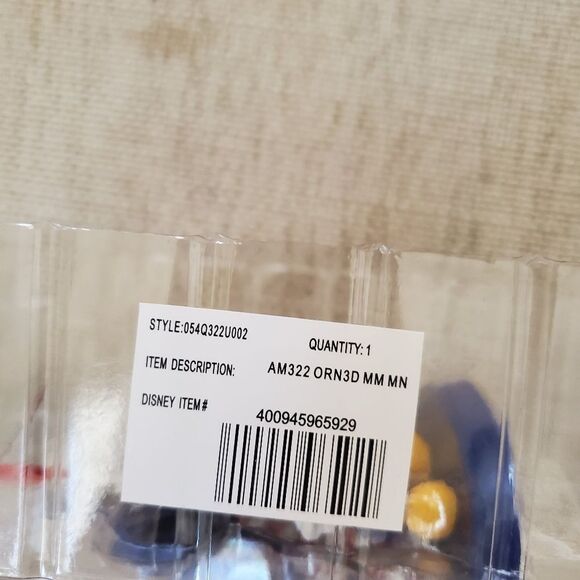 STYLE:054Q322U002 QUANTITY: 1
ITEM DESCRIPTION: AM322 ORN3D MM MN
DISNEY ITEM# 400945965929